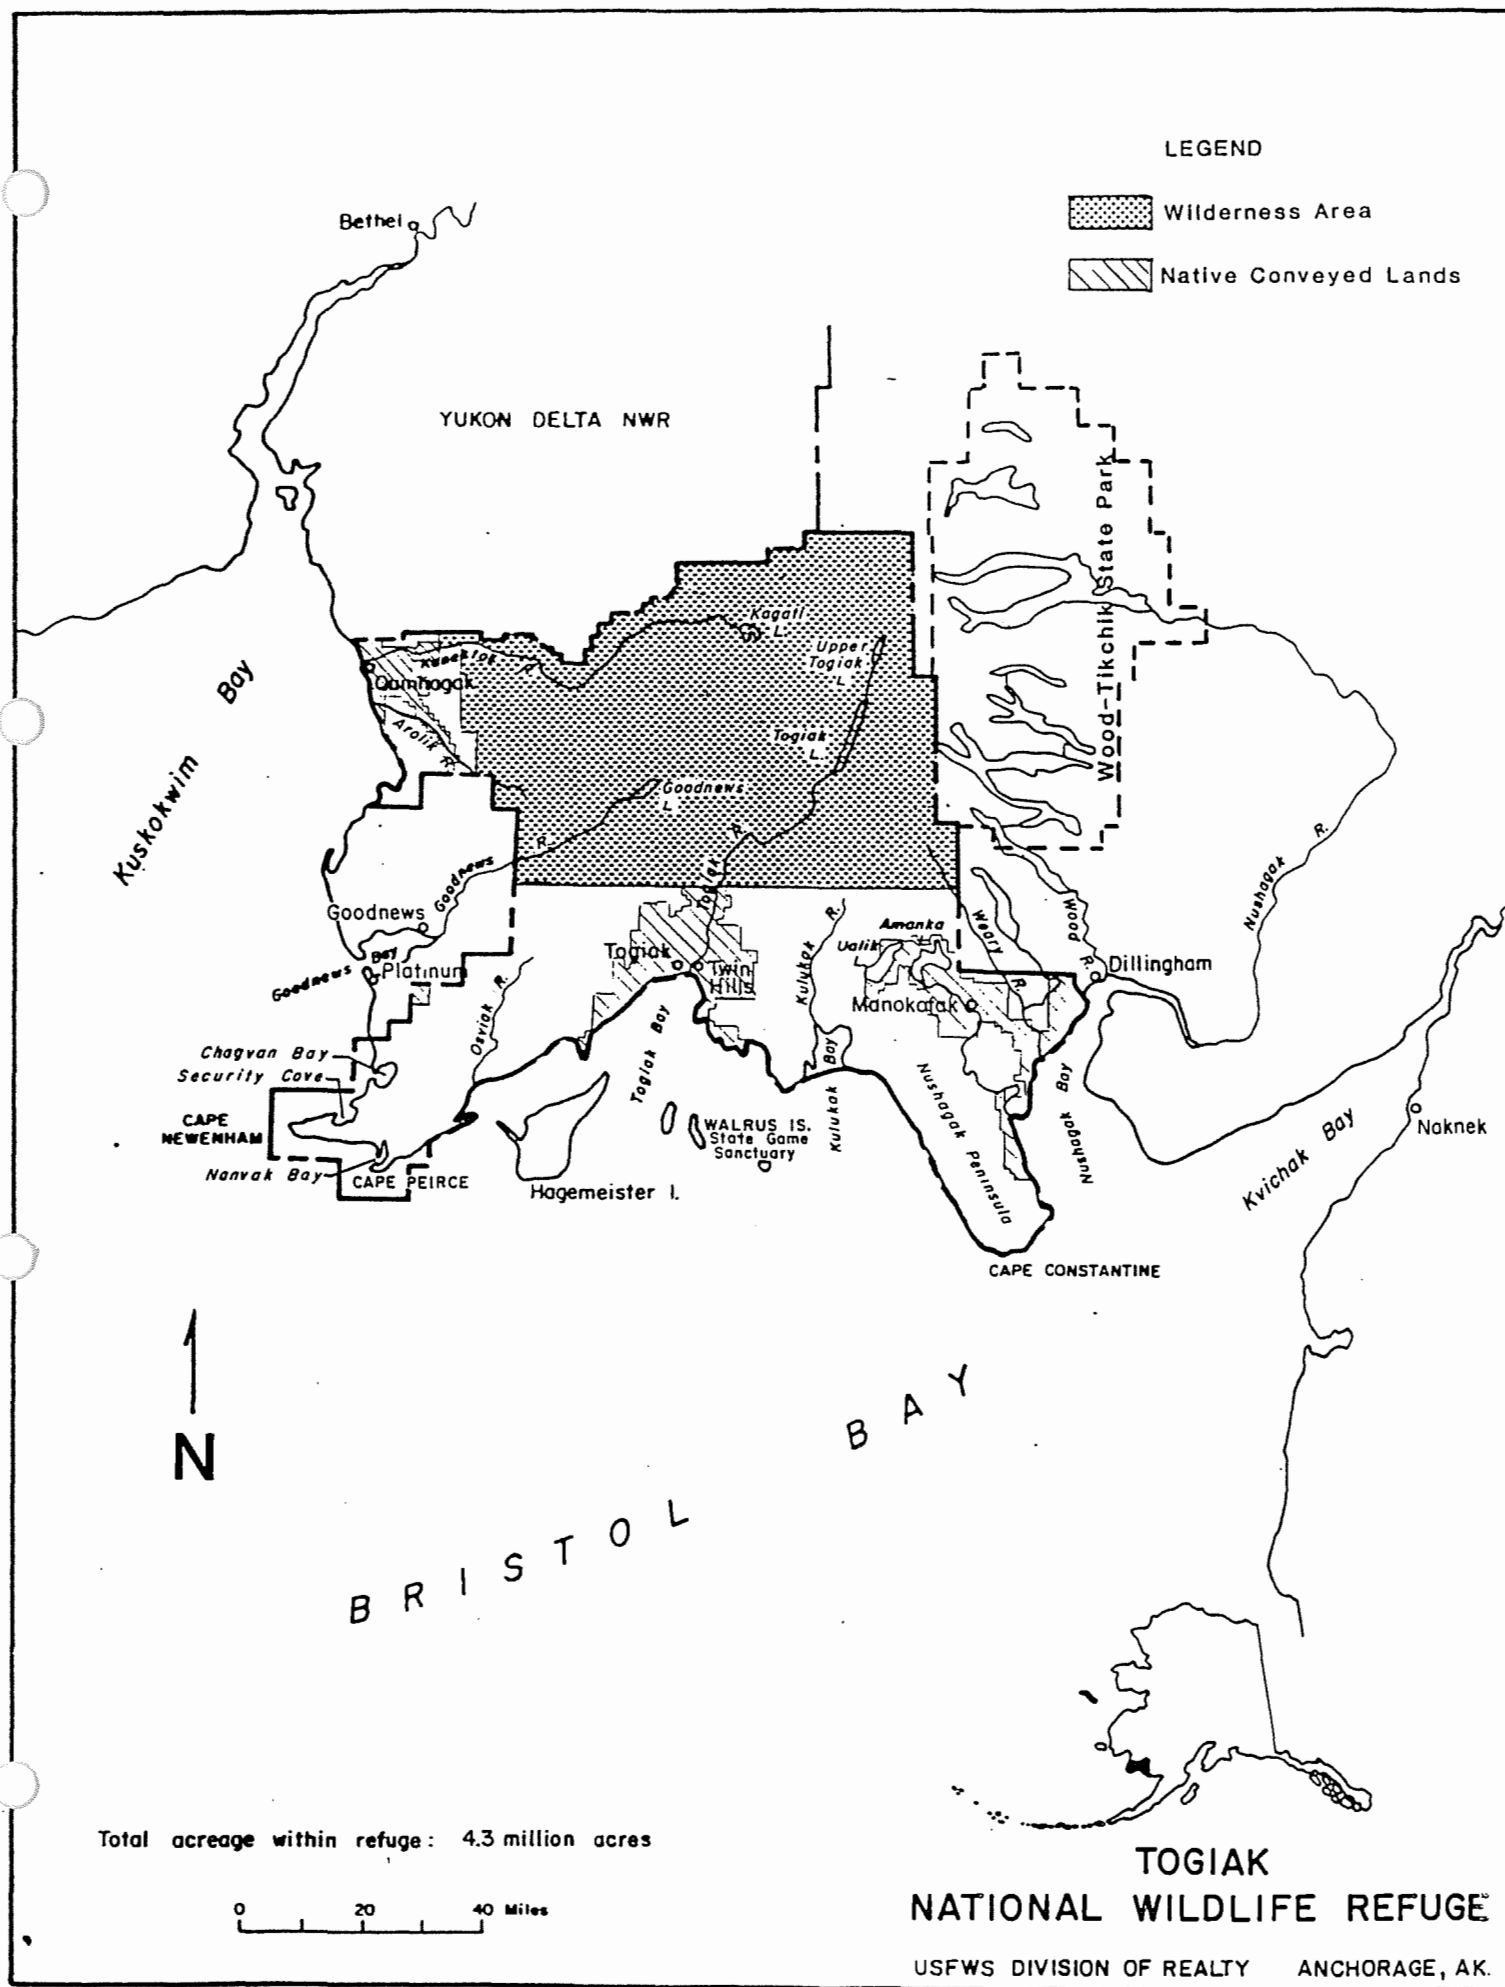 LEGEND
Wilderness Area
Native Conveyed Lands
Bethel
YUKON DELTA NWR
Wood-Tikchik State Park
Kagati
L.
Upper
Togiak
L.
Kanektok R.
Quinhagak
Arolik R.
Togiak
L.
Goodnews
L.
Kuskokwim Bay
Goodnews R.
Togiak R.
Nushagak R.
Wood R.
Weary R.
Goodnews
Goodnews Bay
Platinum
Togiak
Twin
Hills
Osviak R.
Kulukak R.
Amanka
Ualik
Manokotak
Dillingham
Chagvan Bay
Security Cove
CAPE
NEWENHAM
Nanvak Bay
CAPE PEIRCE
Hagemeister I.
Togiak Bay
WALRUS IS.
State Game
Sanctuary
Kulukak Bay
Nushagak Peninsula
Nushagak Bay
Kvichak Bay
Naknek
CAPE CONSTANTINE
N
BRISTOL BAY
Total acreage within refuge: 4.3 million acres
0 20 40 Miles
TOGIAK
NATIONAL WILDLIFE REFUGE
USFWS DIVISION OF REALTY ANCHORAGE, AK.